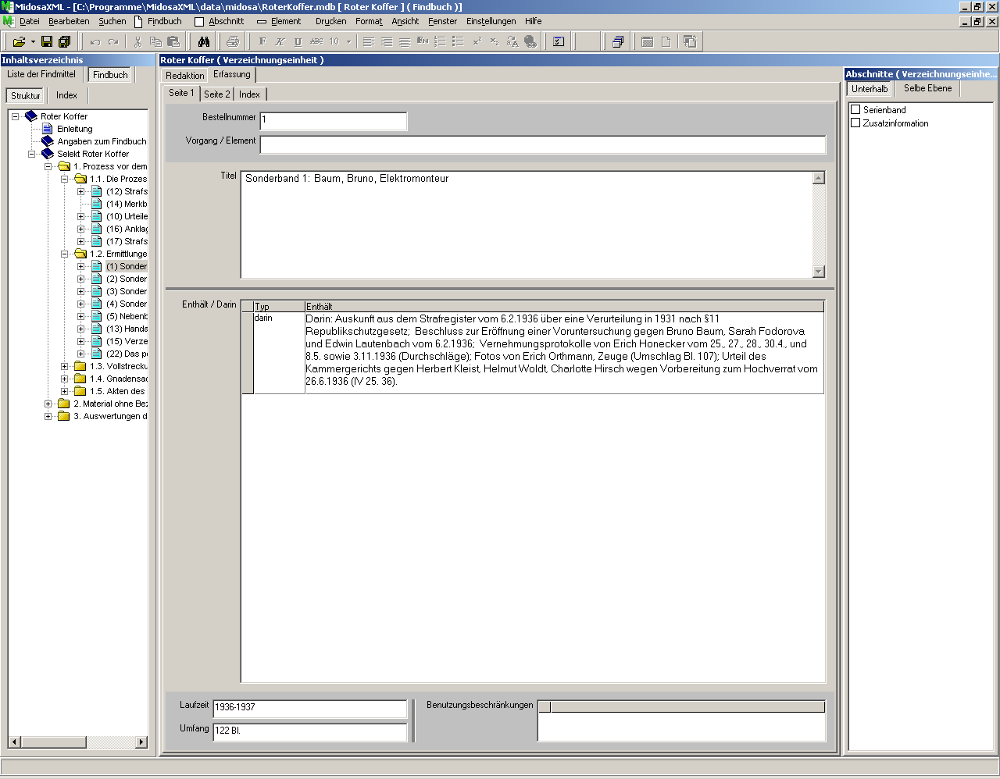 MidosaXML - [C:\Programme\MidosaXML\data\midosa\RoterKoffer.mdb [ Roter Koffer ] ( Findbuch )]
Datei Bearbeiten Suchen Findbuch Abschnitt Element Drucken Format Ansicht Fenster Einstellungen Hilfe
F K U ABC 10
Inhaltsverzeichnis
Liste der Findmittel Findbuch
Struktur Index
Roter Koffer
Einleitung
Angaben zum Findbuch
Selekt Roter Koffer
1. Prozess vor dem
1.1. Die Prozes
(12) Strafs
(14) Merkb
(10) Urteile
(16) Anklag
(17) Strafs
1.2. Ermittlunge
(1) Sonder
(2) Sonder
(3) Sonder
(4) Sonder
(5) Nebenb
(13) Handa
(15) Verze
(22) Das pe
1.3. Vollstrecku
1.4. Gnadensac
1.5. Akten des
2. Material ohne Bez
3. Auswertungen d
Roter Koffer ( Verzeichnungseinheit )
Redaktion Erfassung
Seite 1 Seite 2 Index
Bestellnummer 1
Vorgang / Element
Titel Sonderband 1: Baum, Bruno, Elektromonteur
Enthält / Darin
Typ Enthält
darin Darin: Auskunft aus dem Strafregister vom 6.2.1936 über eine Verurteilung in 1931 nach §11
Republikschutzgesetz; Beschluss zur Eröffnung einer Voruntersuchung gegen Bruno Baum, Sarah Fodorova
und Edwin Lautenbach vom 6.2.1936; Vernehmungsprotokolle von Erich Honecker vom 25., 27., 28., 30.4., und
8.5. sowie 3.11.1936 (Durchschläge); Fotos von Erich Orthmann, Zeuge (Umschlag Bl. 107); Urteil des
Kammergerichts gegen Herbert Kleist, Helmut Woldt, Charlotte Hirsch wegen Vorbereitung zum Hochverrat vom
26.6.1936 (IV 25. 36).
Laufzeit 1936-1937
Umfang 122 Bl.
Benutzungsbeschränkungen
Abschnitte ( Verzeichnungseinhe...
Unterhalb Selbe Ebene
Serienband
Zusatzinformation